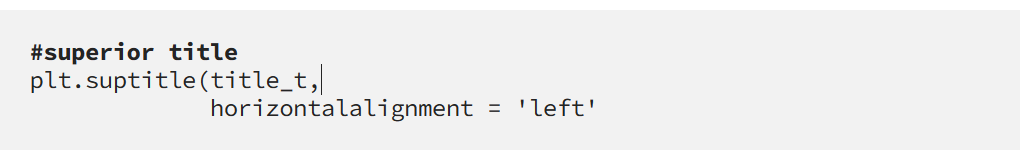 #superior title
plt.suptitle(title_t,
horizontalalignment = 'left'